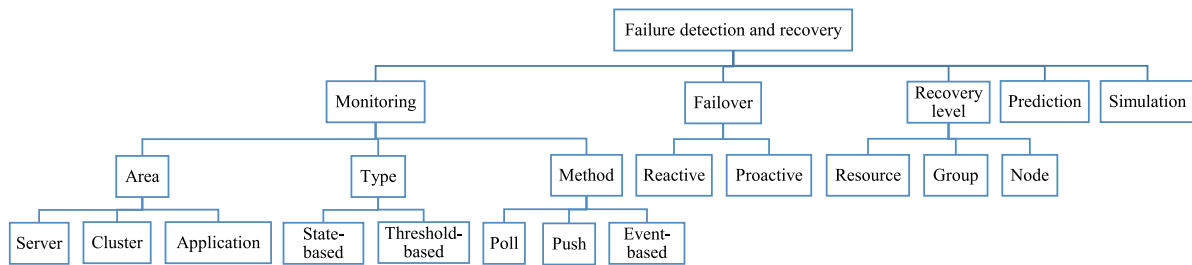 Failure detection and recovery
Monitoring
Failover
Recovery
level
Prediction
Simulation
Area
Type
Method
Reactive
Proactive
Resource
Group
Node
Server
Cluster
Application
State-
based
Threshold-
based
Poll
Push
Event-
based